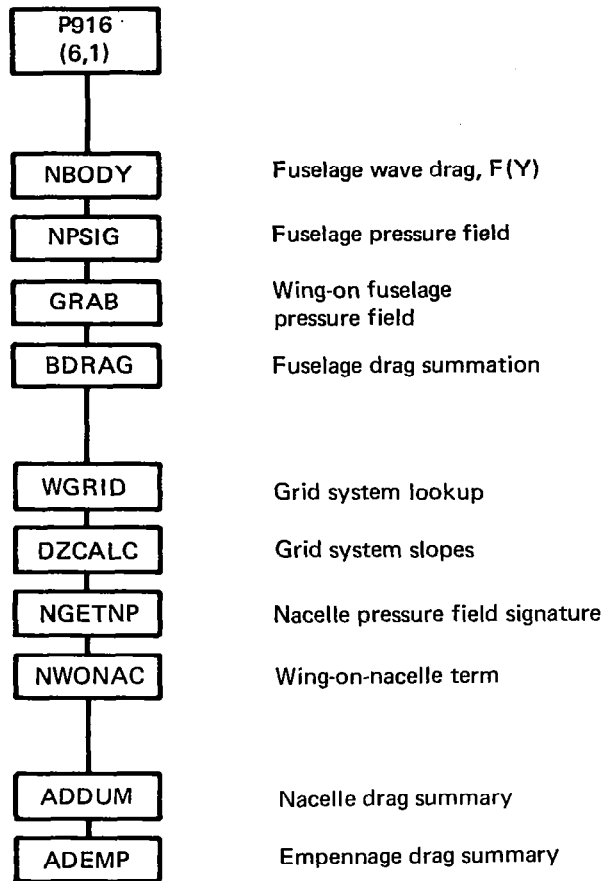 P916
(6,1)
NBODY Fuselage wave drag, F(Y)
NPSIG Fuselage pressure field
GRAB Wing-on fuselage
pressure field
BDRAG Fuselage drag summation
WGRID Grid system lookup
DZCALC Grid system slopes
NGETNP Nacelle pressure field signature
NWONAC Wing-on-nacelle term
ADDUM Nacelle drag summary
ADEMP Empennage drag summary